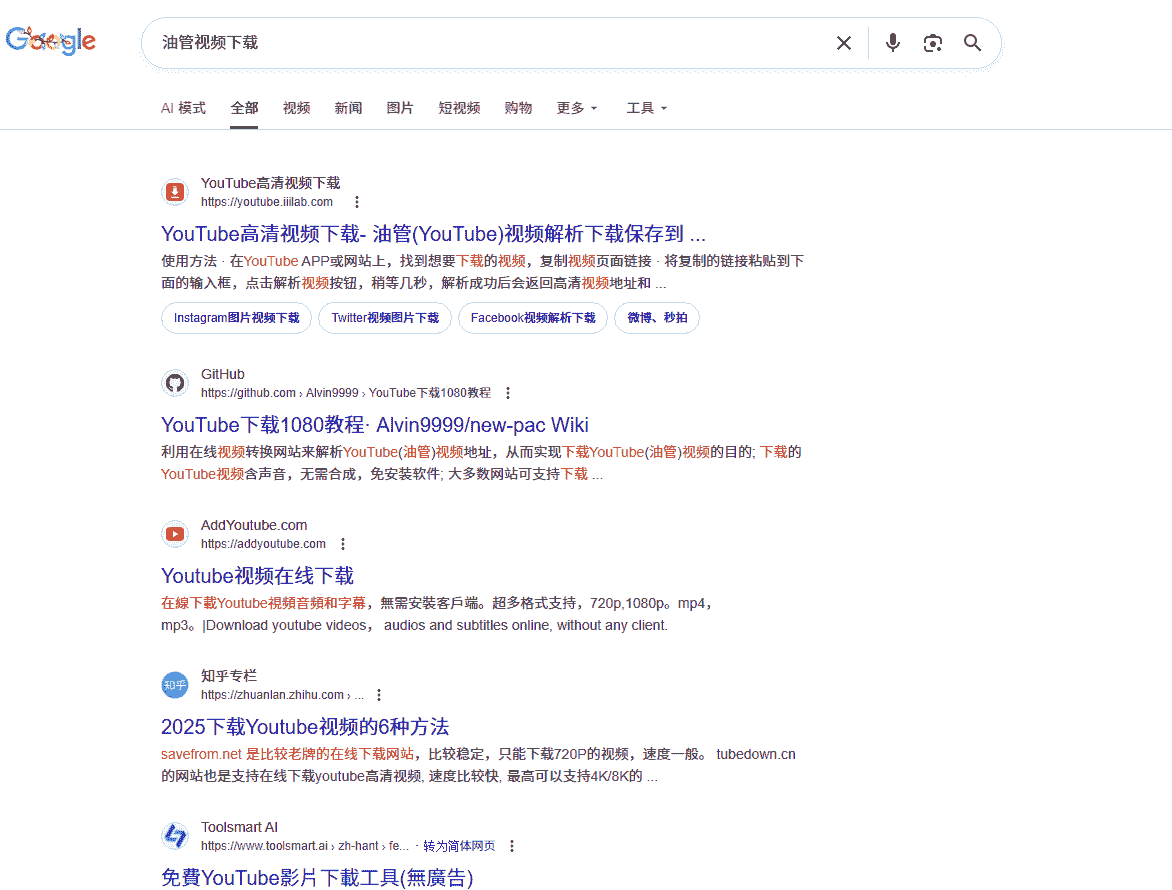 Google
油管视频下载
AI 模式 全部 视频 新闻 图片 短视频 购物 更多 工具
YouTube高清视频下载
https://youtube.iiilab.com
YouTube高清视频下载- 油管(YouTube)视频解析下载保存到 ...
使用方法 · 在YouTube APP或网站上，找到想要下载的视频，复制视频页面链接 · 将复制的链接粘贴到下
面的输入框，点击解析视频按钮，稍等几秒，解析成功后会返回高清视频地址和 ...
Instagram图片视频下载 Twitter视频图片下载 Facebook视频解析下载 微博、秒拍
GitHub
https://github.com › Alvin9999 › YouTube下载1080教程
YouTube下载1080教程· Alvin9999/new-pac Wiki
利用在线视频转换网站来解析YouTube(油管)视频地址，从而实现下载YouTube(油管)视频的目的; 下载的
YouTube视频含声音，无需合成，免安装软件; 大多数网站可支持下载 ...
AddYoutube.com
https://addyoutube.com
Youtube视频在线下载
在線下載Youtube視頻音頻和字幕，無需安裝客戶端。超多格式支持，720p,1080p。mp4，
mp3。|Download youtube videos， audios and subtitles online, without any client.
知乎 知乎专栏
https://zhuanlan.zhihu.com › ...
2025下载Youtube视频的6种方法
savefrom.net 是比较老牌的在线下载网站，比较稳定，只能下载720P的视频，速度一般。 tubedown.cn
的网站也是支持在线下载youtube高清视频, 速度比较快, 最高可以支持4K/8K的 ...
Toolsmart AI
https://www.toolsmart.ai › zh-hant › fe... · 转为简体网页
免費YouTube影片下載工具(無廣告)